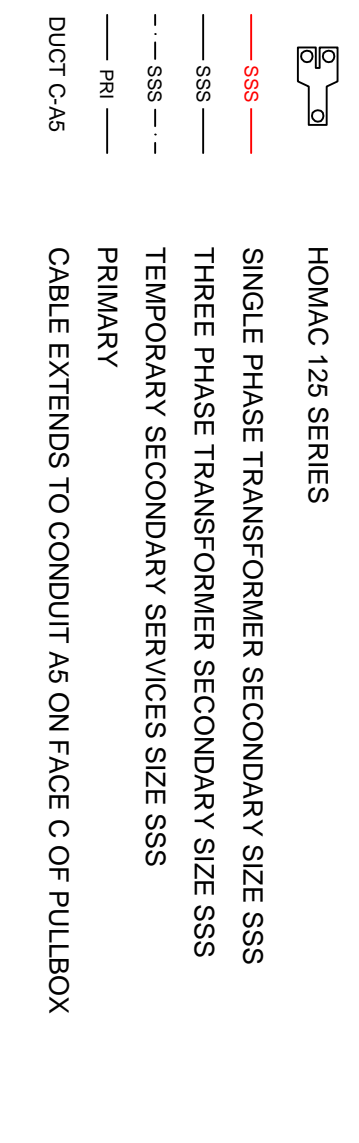 HOMAC 125 SERIES
SSS SINGLE PHASE TRANSFORMER SECONDARY SIZE SSS
SSS THREE PHASE TRANSFORMER SECONDARY SIZE SSS
SSS TEMPORARY SECONDARY SERVICES SIZE SSS
PRI PRIMARY
DUCT C-A5 CABLE EXTENDS TO CONDUIT A5 ON FACE C OF PULLBOX